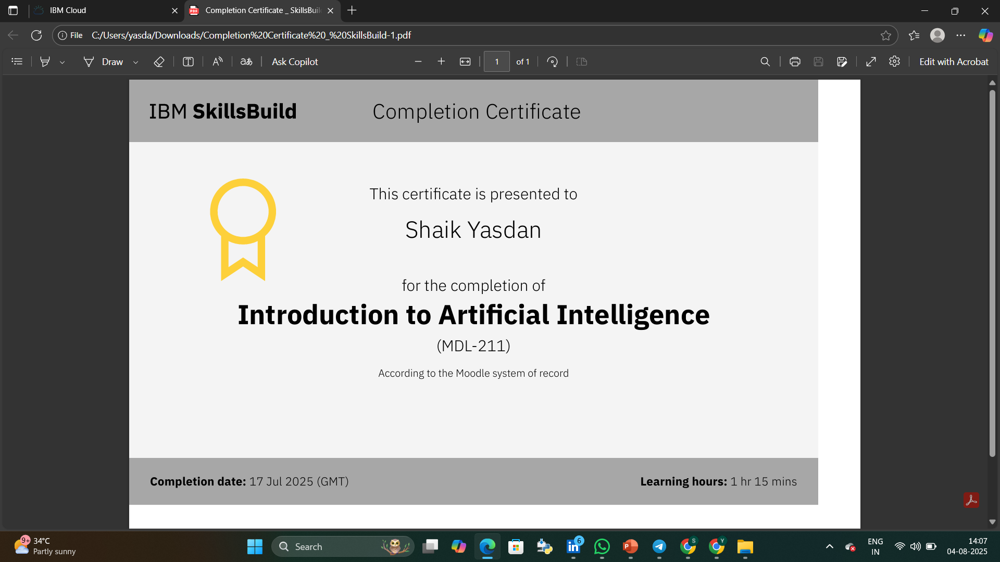 IBM Cloud
Completion Certificate _ SkillsBuil
File
C:/Users/yasda/Downloads/Completion%20Certificate%20_%20SkillsBuild-1.pdf
Draw
Ask Copilot
1 of 1
Edit with Acrobat
IBM SkillsBuild
Completion Certificate
This certificate is presented to
Shaik Yasdan
for the completion of
Introduction to Artificial Intelligence
(MDL-211)
According to the Moodle system of record
Completion date: 17 Jul 2025 (GMT)
Learning hours: 1 hr 15 mins
9+
34°C
Partly sunny
Search
6
S
Y
ENG
IN
14:07
04-08-2025